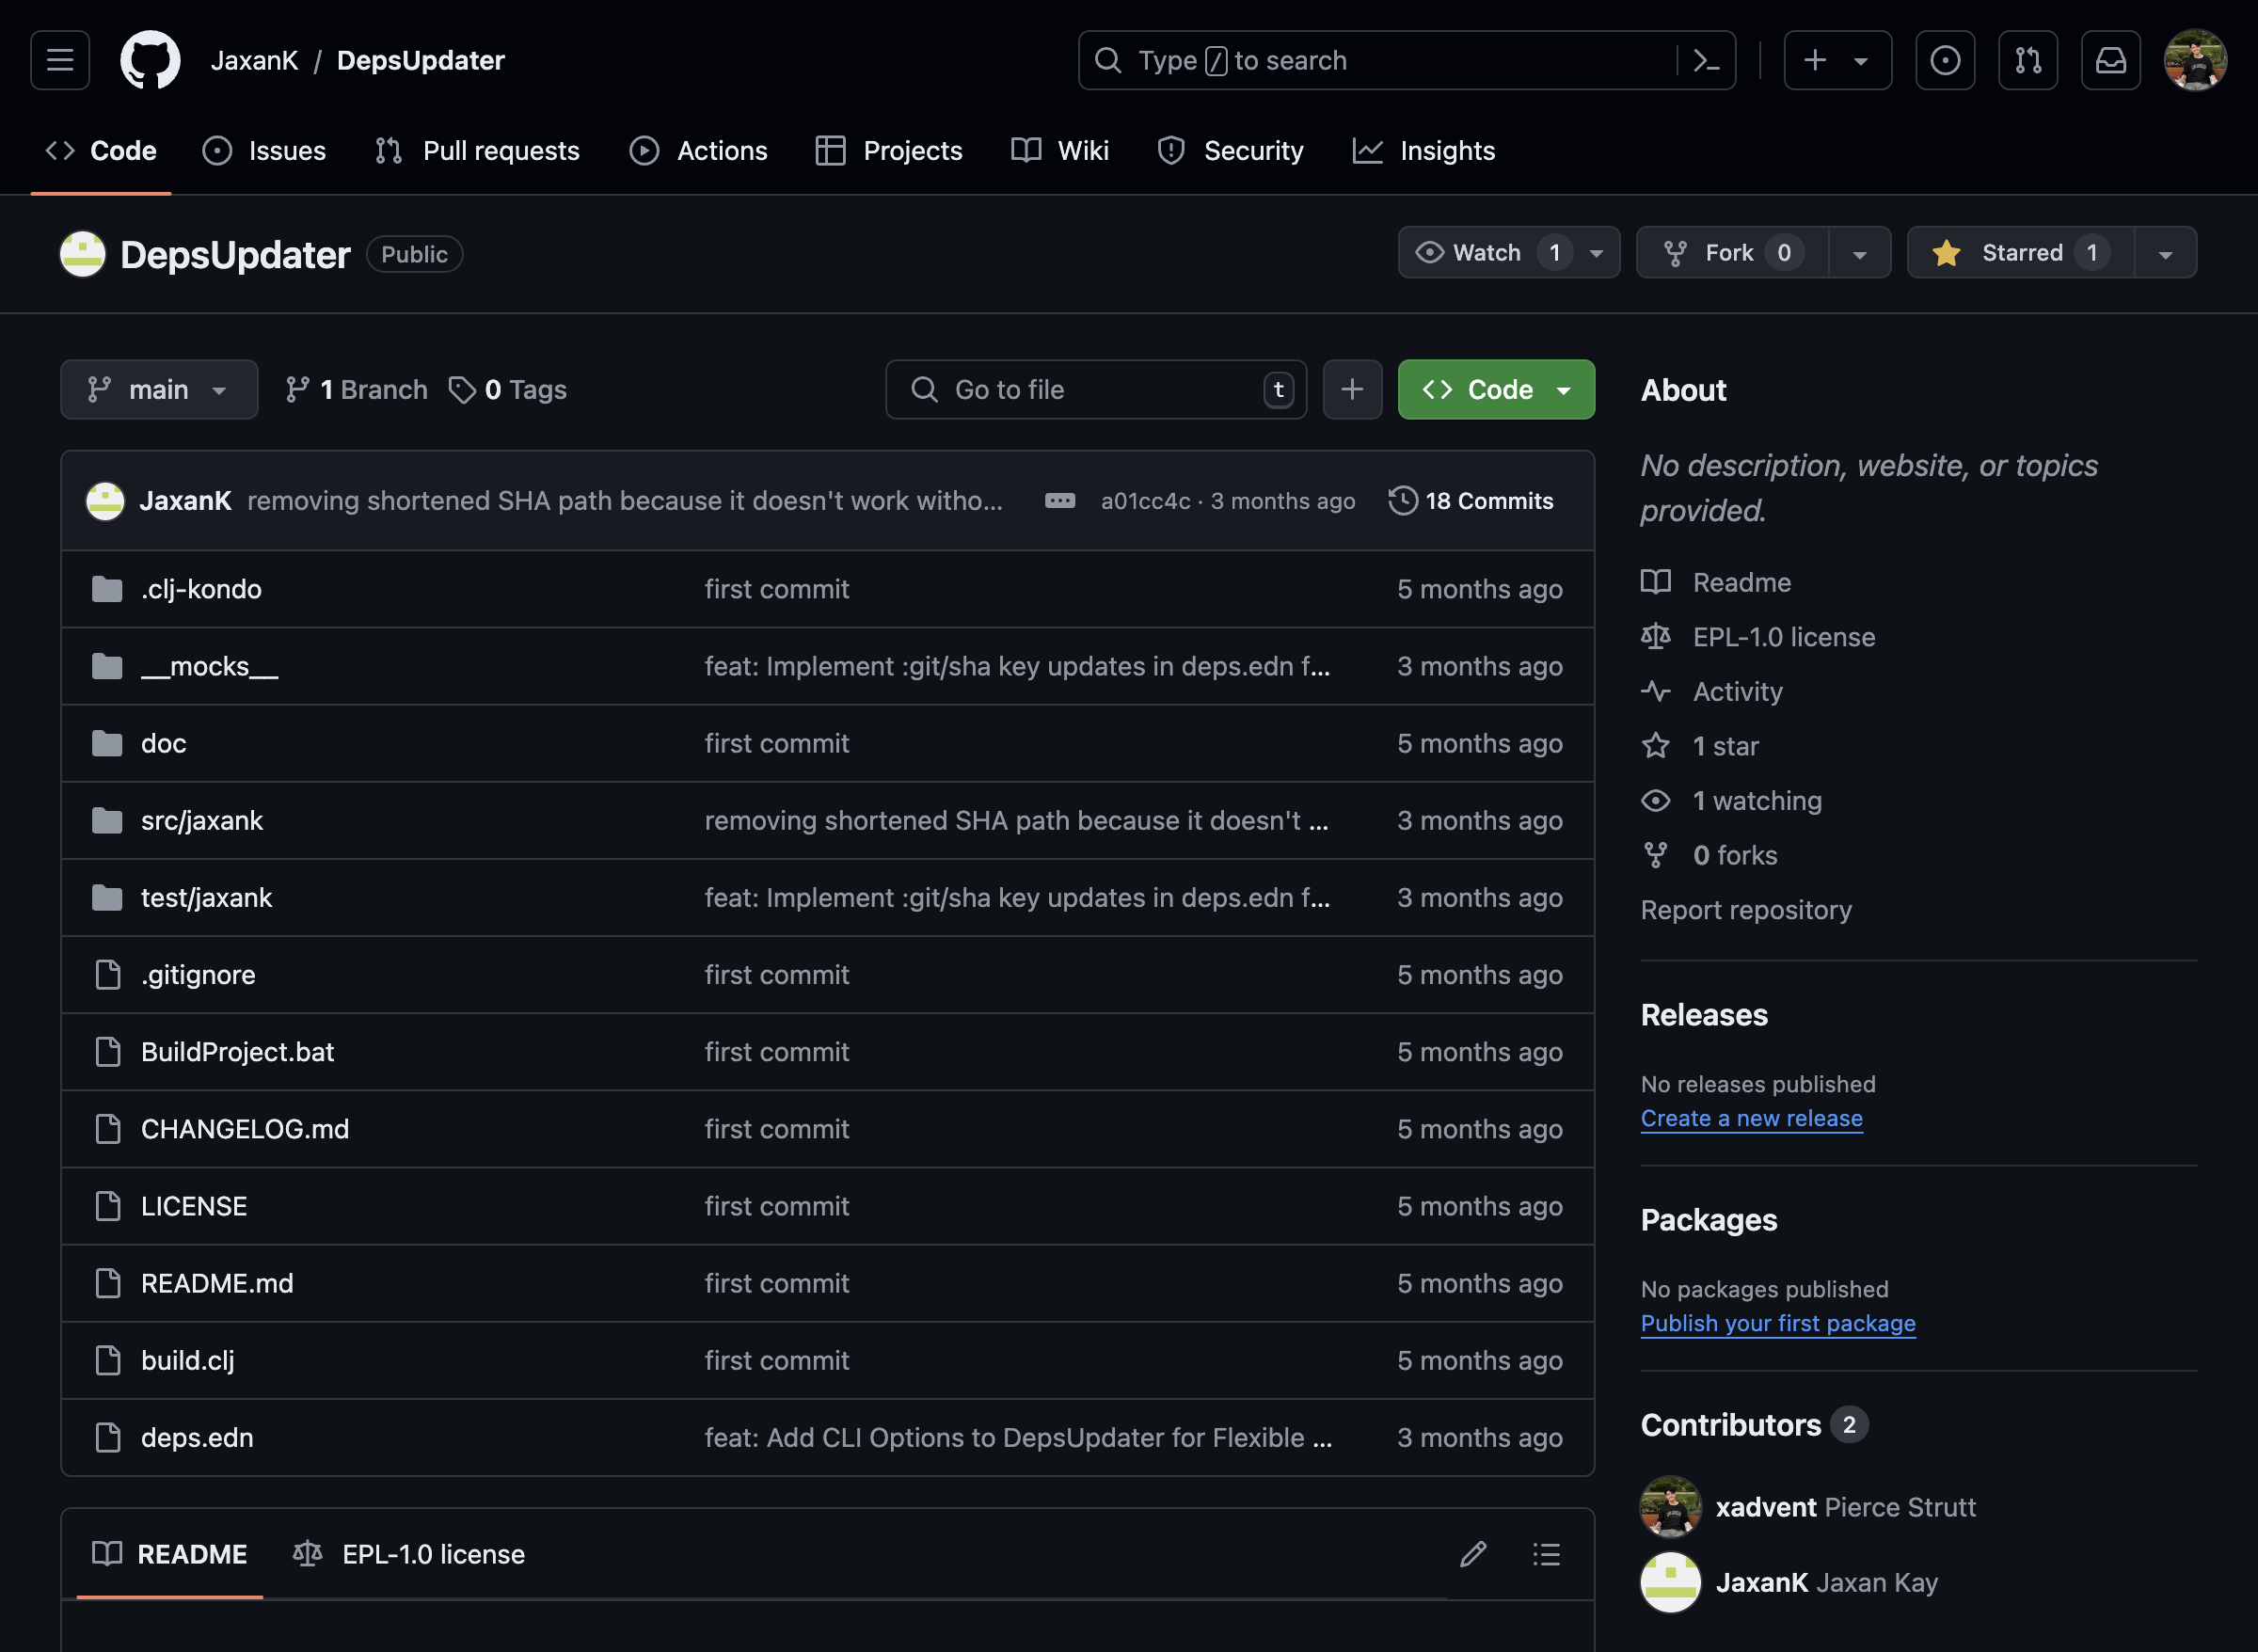 JaxanK / DepsUpdater
Type / to search
Code Issues Pull requests Actions Projects Wiki Security Insights
DepsUpdater Public
Watch 1 Fork 0 Starred 1
main 1 Branch 0 Tags
Go to file t
Code
JaxanK removing shortened SHA path because it doesn't work witho... a01cc4c · 3 months ago 18 Commits
.clj-kondo first commit 5 months ago
__mocks__ feat: Implement :git/sha key updates in deps.edn f... 3 months ago
doc first commit 5 months ago
src/jaxank removing shortened SHA path because it doesn't ... 3 months ago
test/jaxank feat: Implement :git/sha key updates in deps.edn f... 3 months ago
.gitignore first commit 5 months ago
BuildProject.bat first commit 5 months ago
CHANGELOG.md first commit 5 months ago
LICENSE first commit 5 months ago
README.md first commit 5 months ago
build.clj first commit 5 months ago
deps.edn feat: Add CLI Options to DepsUpdater for Flexible ... 3 months ago
README EPL-1.0 license
About
No description, website, or topics
provided.
Readme
EPL-1.0 license
Activity
1 star
1 watching
0 forks
Report repository
Releases
No releases published
Create a new release
Packages
No packages published
Publish your first package
Contributors 2
xadvent Pierce Strutt
JaxanK Jaxan Kay